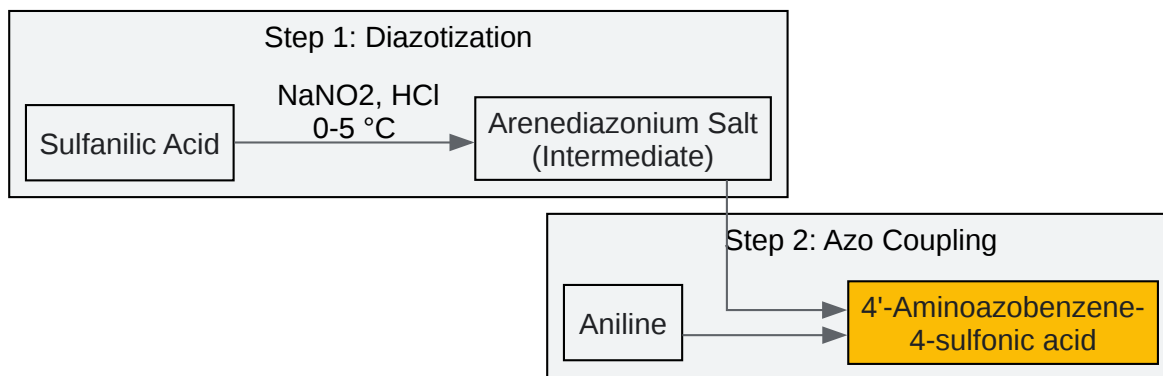 Step 1: Diazotization
NaNO2, HCl
0-5 °C
Sulfanilic Acid
Arenediazonium Salt
(Intermediate)
Step 2: Azo Coupling
Aniline
4'-Aminoazobenzene-
4-sulfonic acid